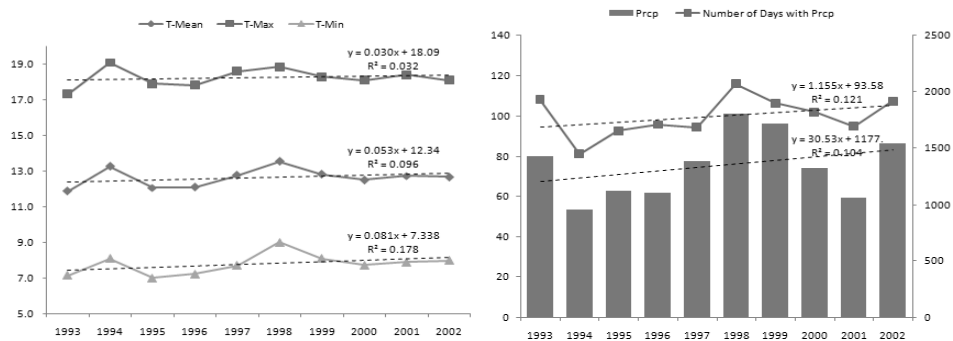 T-Mean T-Max T-Min
19.0
17.0
15.0
13.0
11.0
9.0
7.0
5.0
y = 0.030x + 18.09
R² = 0.032
y = 0.053x + 12.34
R² = 0.096
y = 0.081x + 7.338
R² = 0.178
1993 1994 1995 1996 1997 1998 1999 2000 2001 2002
Prcp Number of Days with Prcp
140
120
100
80
60
40
20
0
y = 1.155x + 93.58
R² = 0.121
y = 30.53x + 1177.
R² = 0.104
2500
2000
1500
1000
500
0
1993 1994 1995 1996 1997 1998 1999 2000 2001 2002